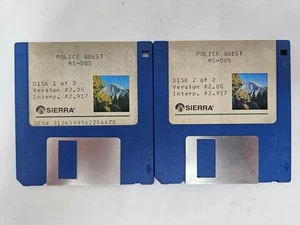 POLICE QUEST
MS-DOS
DISK 1 of 2
Version #2.0G
Interp. #2.917
SIERRA
POLICE QUEST
MS-DOS
DISK 2 of 2
Version #2.0G
Interp. #2.917
SIERRA